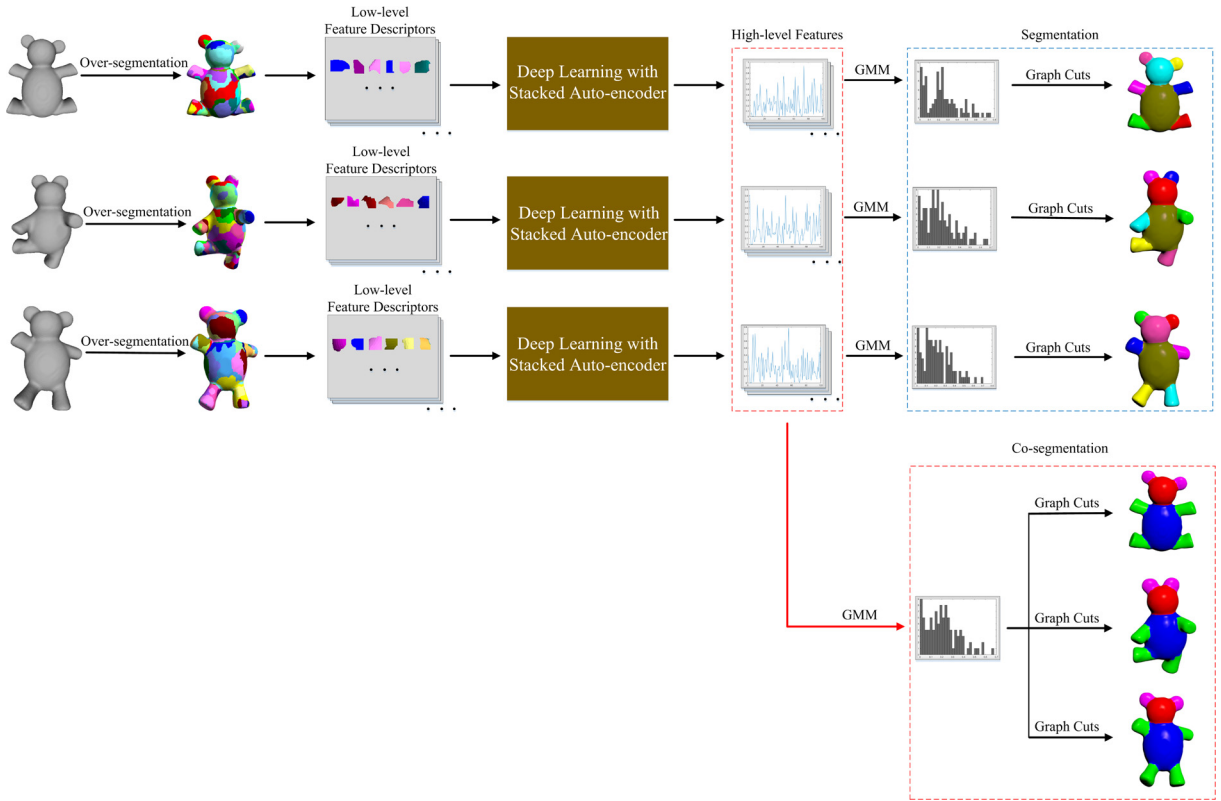 Low-level
Feature Descriptors
High-level Features
Segmentation
Over-segmentation
. . .
Deep Learning with
Stacked Auto-encoder
. . .
GMM
Graph Cuts
. . .
Low-level
Feature Descriptors
Over-segmentation
. . .
Deep Learning with
Stacked Auto-encoder
. . .
GMM
Graph Cuts
. . .
Low-level
Feature Descriptors
Over-segmentation
. . .
Deep Learning with
Stacked Auto-encoder
. . .
GMM
Graph Cuts
. . .
Co-segmentation
GMM
Graph Cuts
Graph Cuts
Graph Cuts